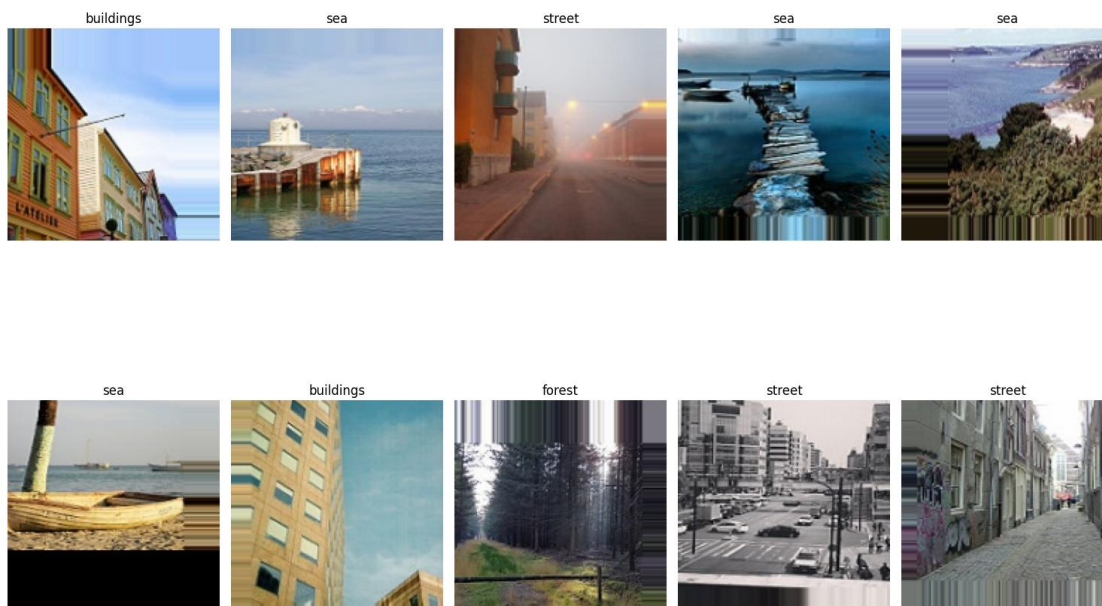 buildings
sea
street
sea
sea
L'ATELIER
sea
buildings
forest
street
street